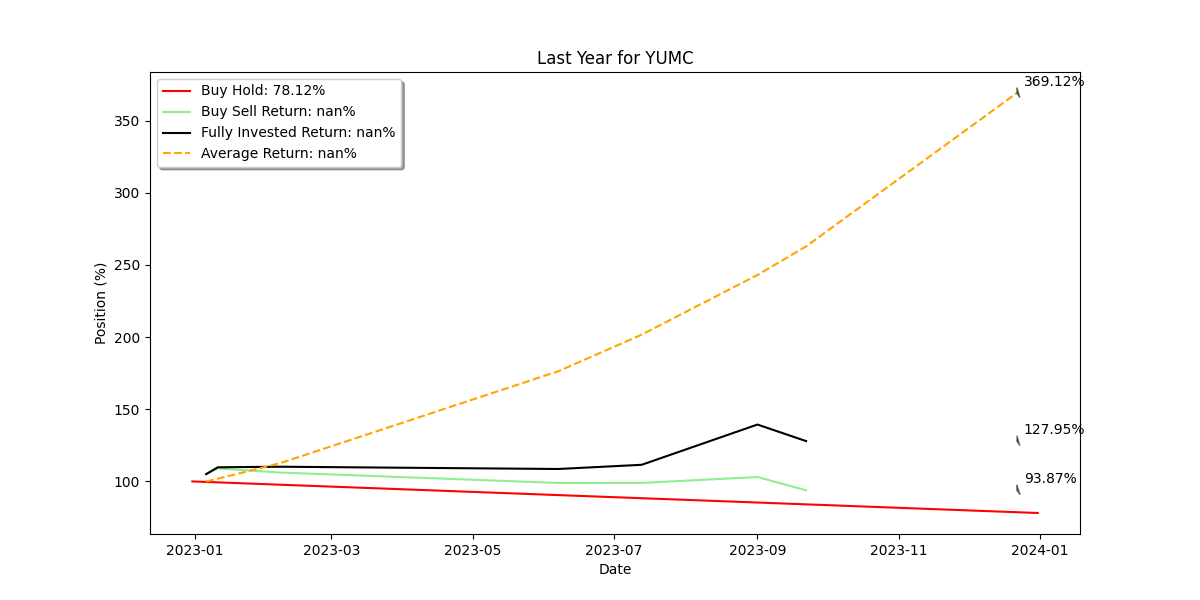 Last Year for YUMC
Buy Hold: 78.12%
Buy Sell Return: nan%
Fully Invested Return: nan%
Average Return: nan%
369.12%
127.95%
93.87%
Position (%)
350
300
250
200
150
100
2023-01
2023-03
2023-05
2023-07
2023-09
2023-11
2024-01
Date